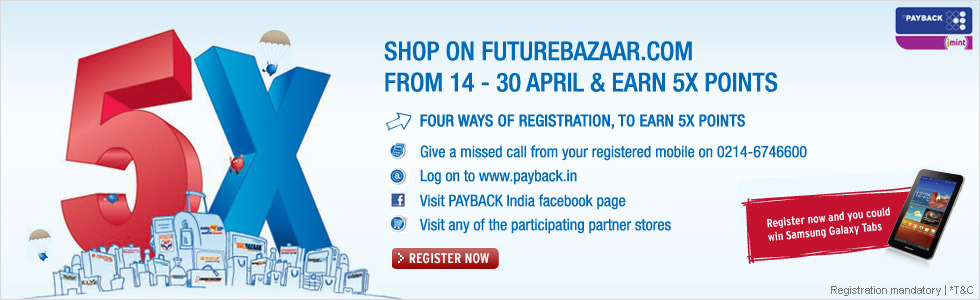 PAYBACK
imint
5X
SHOP ON FUTUREBAZAAR.COM
FROM 14 - 30 APRIL & EARN 5X POINTS
FOUR WAYS OF REGISTRATION, TO EARN 5X POINTS
Give a missed call from your registered mobile on 0214-6746600
Log on to www.payback.in
Visit PAYBACK India facebook page
Visit any of the participating partner stores
REGISTER NOW
Register now and you could
win Samsung Galaxy Tabs
Registration mandatory | *T&C